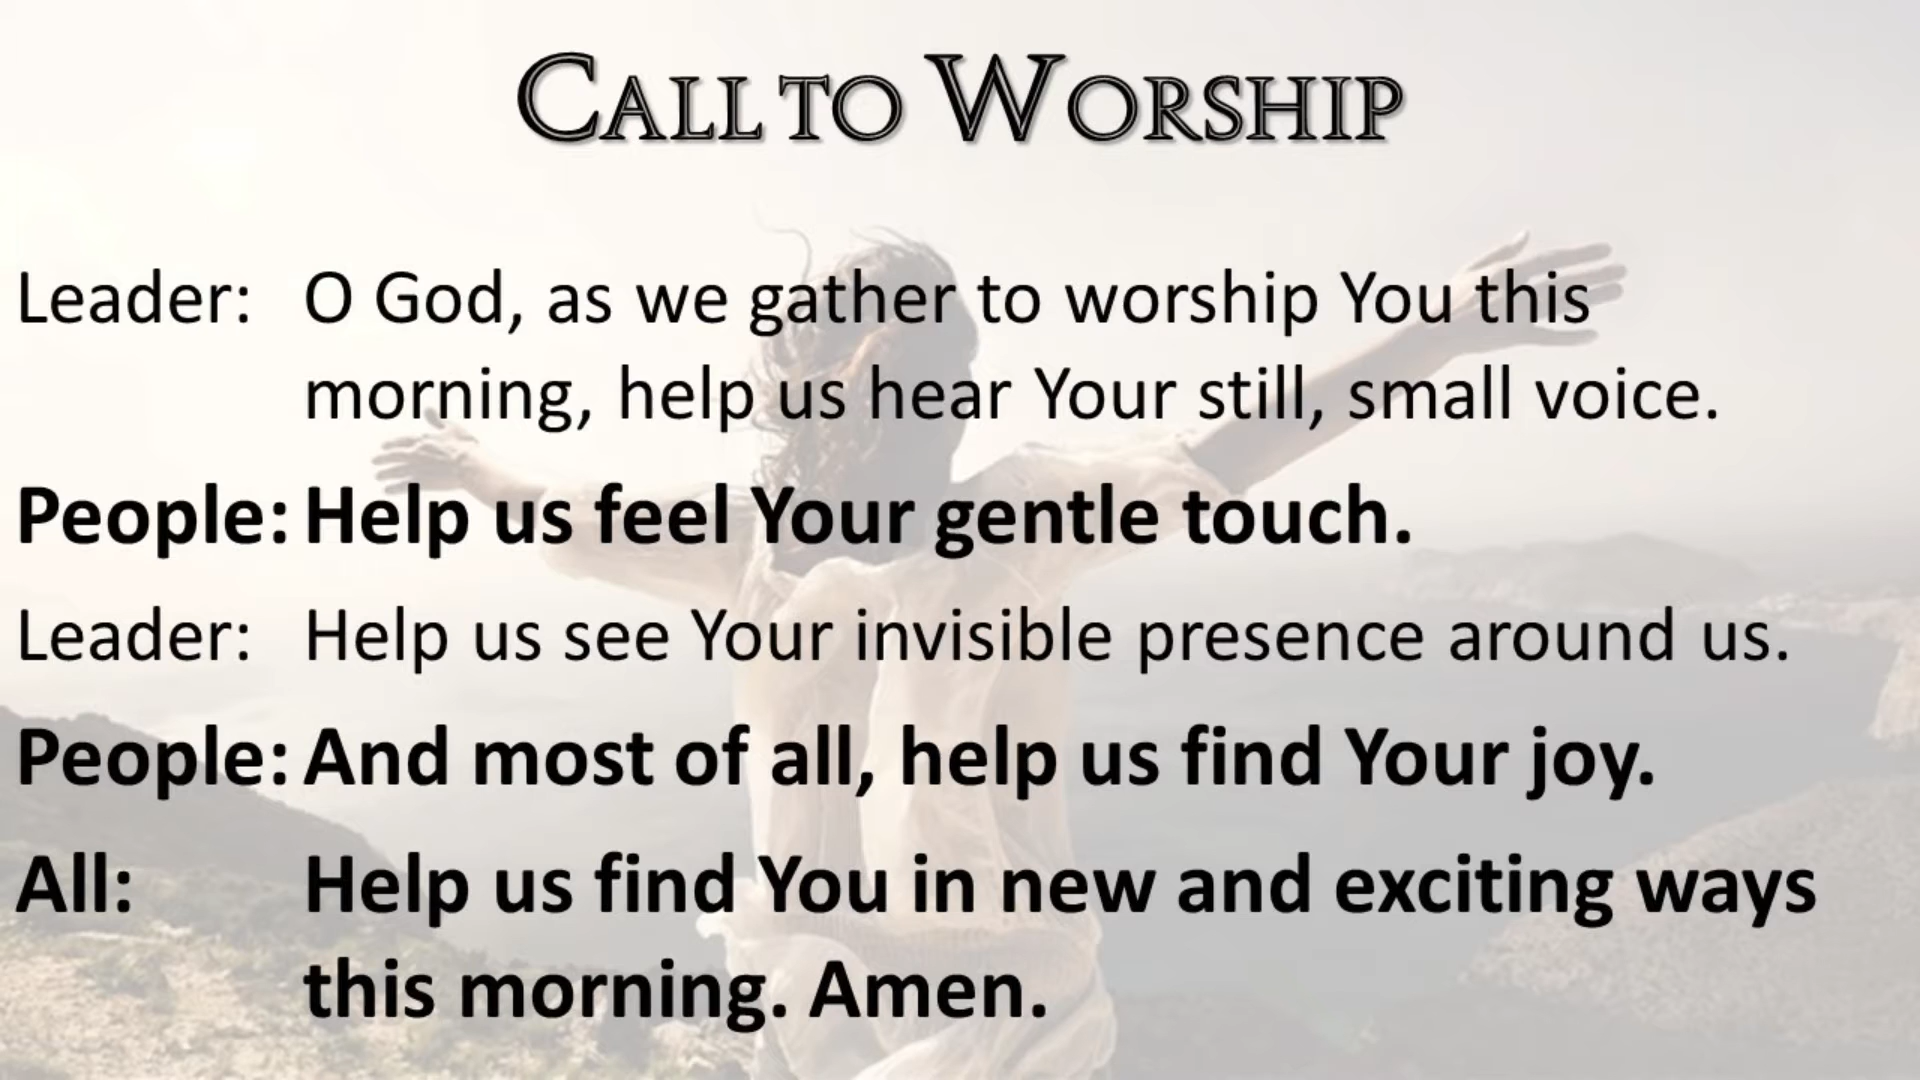 CALL TO WORSHIP
Leader: O God, as we gather to worship You this
morning, help us hear Your still, small voice.
People: Help us feel Your gentle touch.
Leader: Help us see Your invisible presence around us.
People: And most of all, help us find Your joy.
All: Help us find You in new and exciting ways
this morning. Amen.